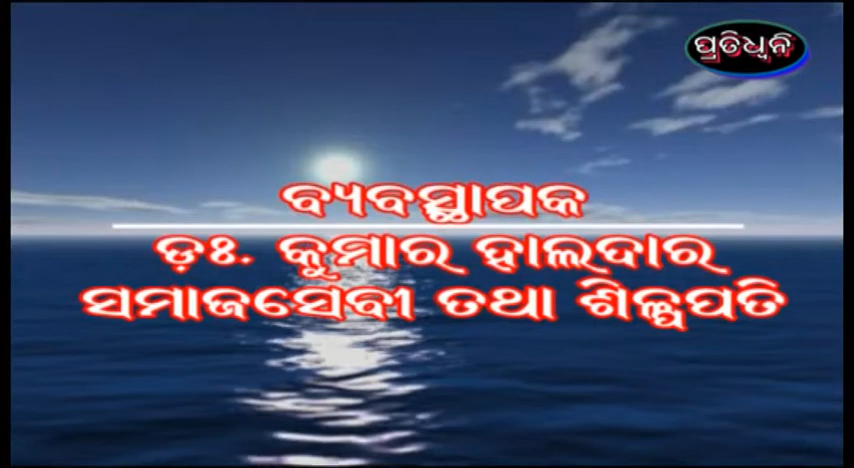 ପ୍ରତିଧ୍ୱନି
ବ୍ୟବସ୍ଥାପକ
ଡ଼ଃ. କୁମାର ହାଲଦାର
ସମାଜସେବୀ ତଥା ଶିଳ୍ପପତି